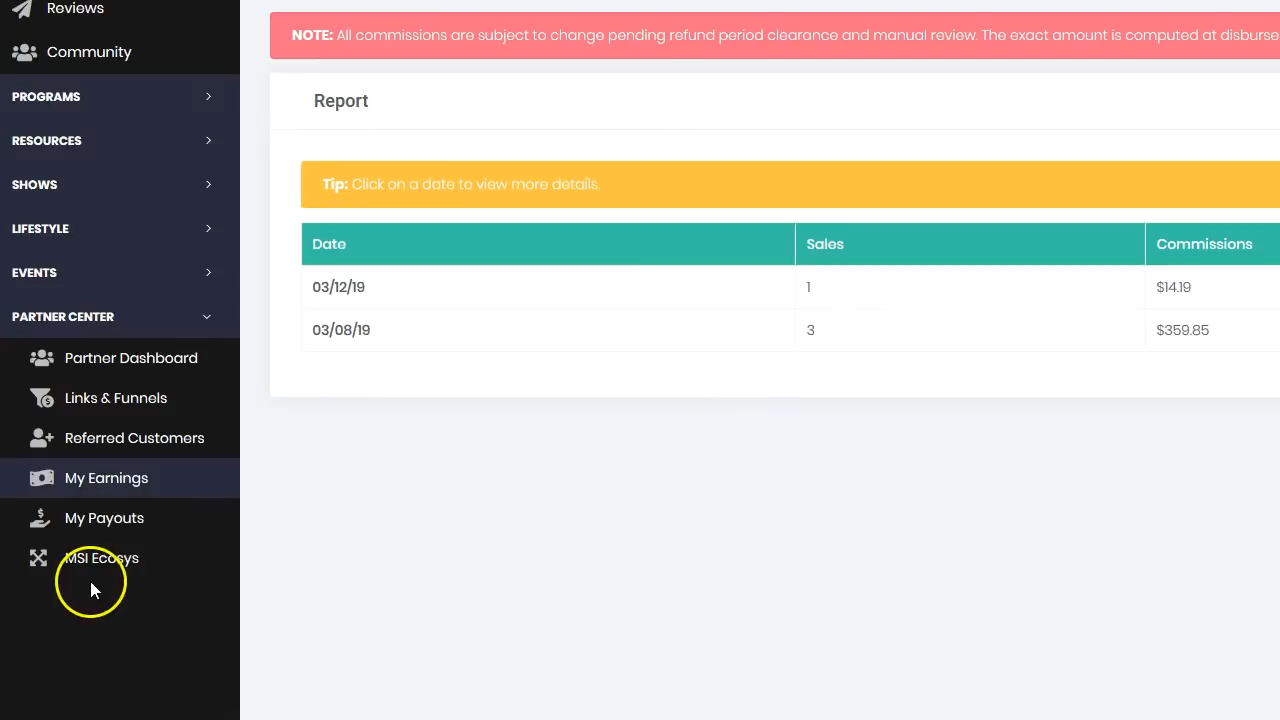 Reviews
Community
PROGRAMS
RESOURCES
SHOWS
LIFESTYLE
EVENTS
PARTNER CENTER
Partner Dashboard
Links & Funnels
Referred Customers
My Earnings
My Payouts
MSI Ecosys
NOTE: All commissions are subject to change pending refund period clearance and manual review. The exact amount is computed at disburse
Report
Tip: Click on a date to view more details.
Date Sales Commissions
03/12/19 1 $14.19
03/08/19 3 $359.85